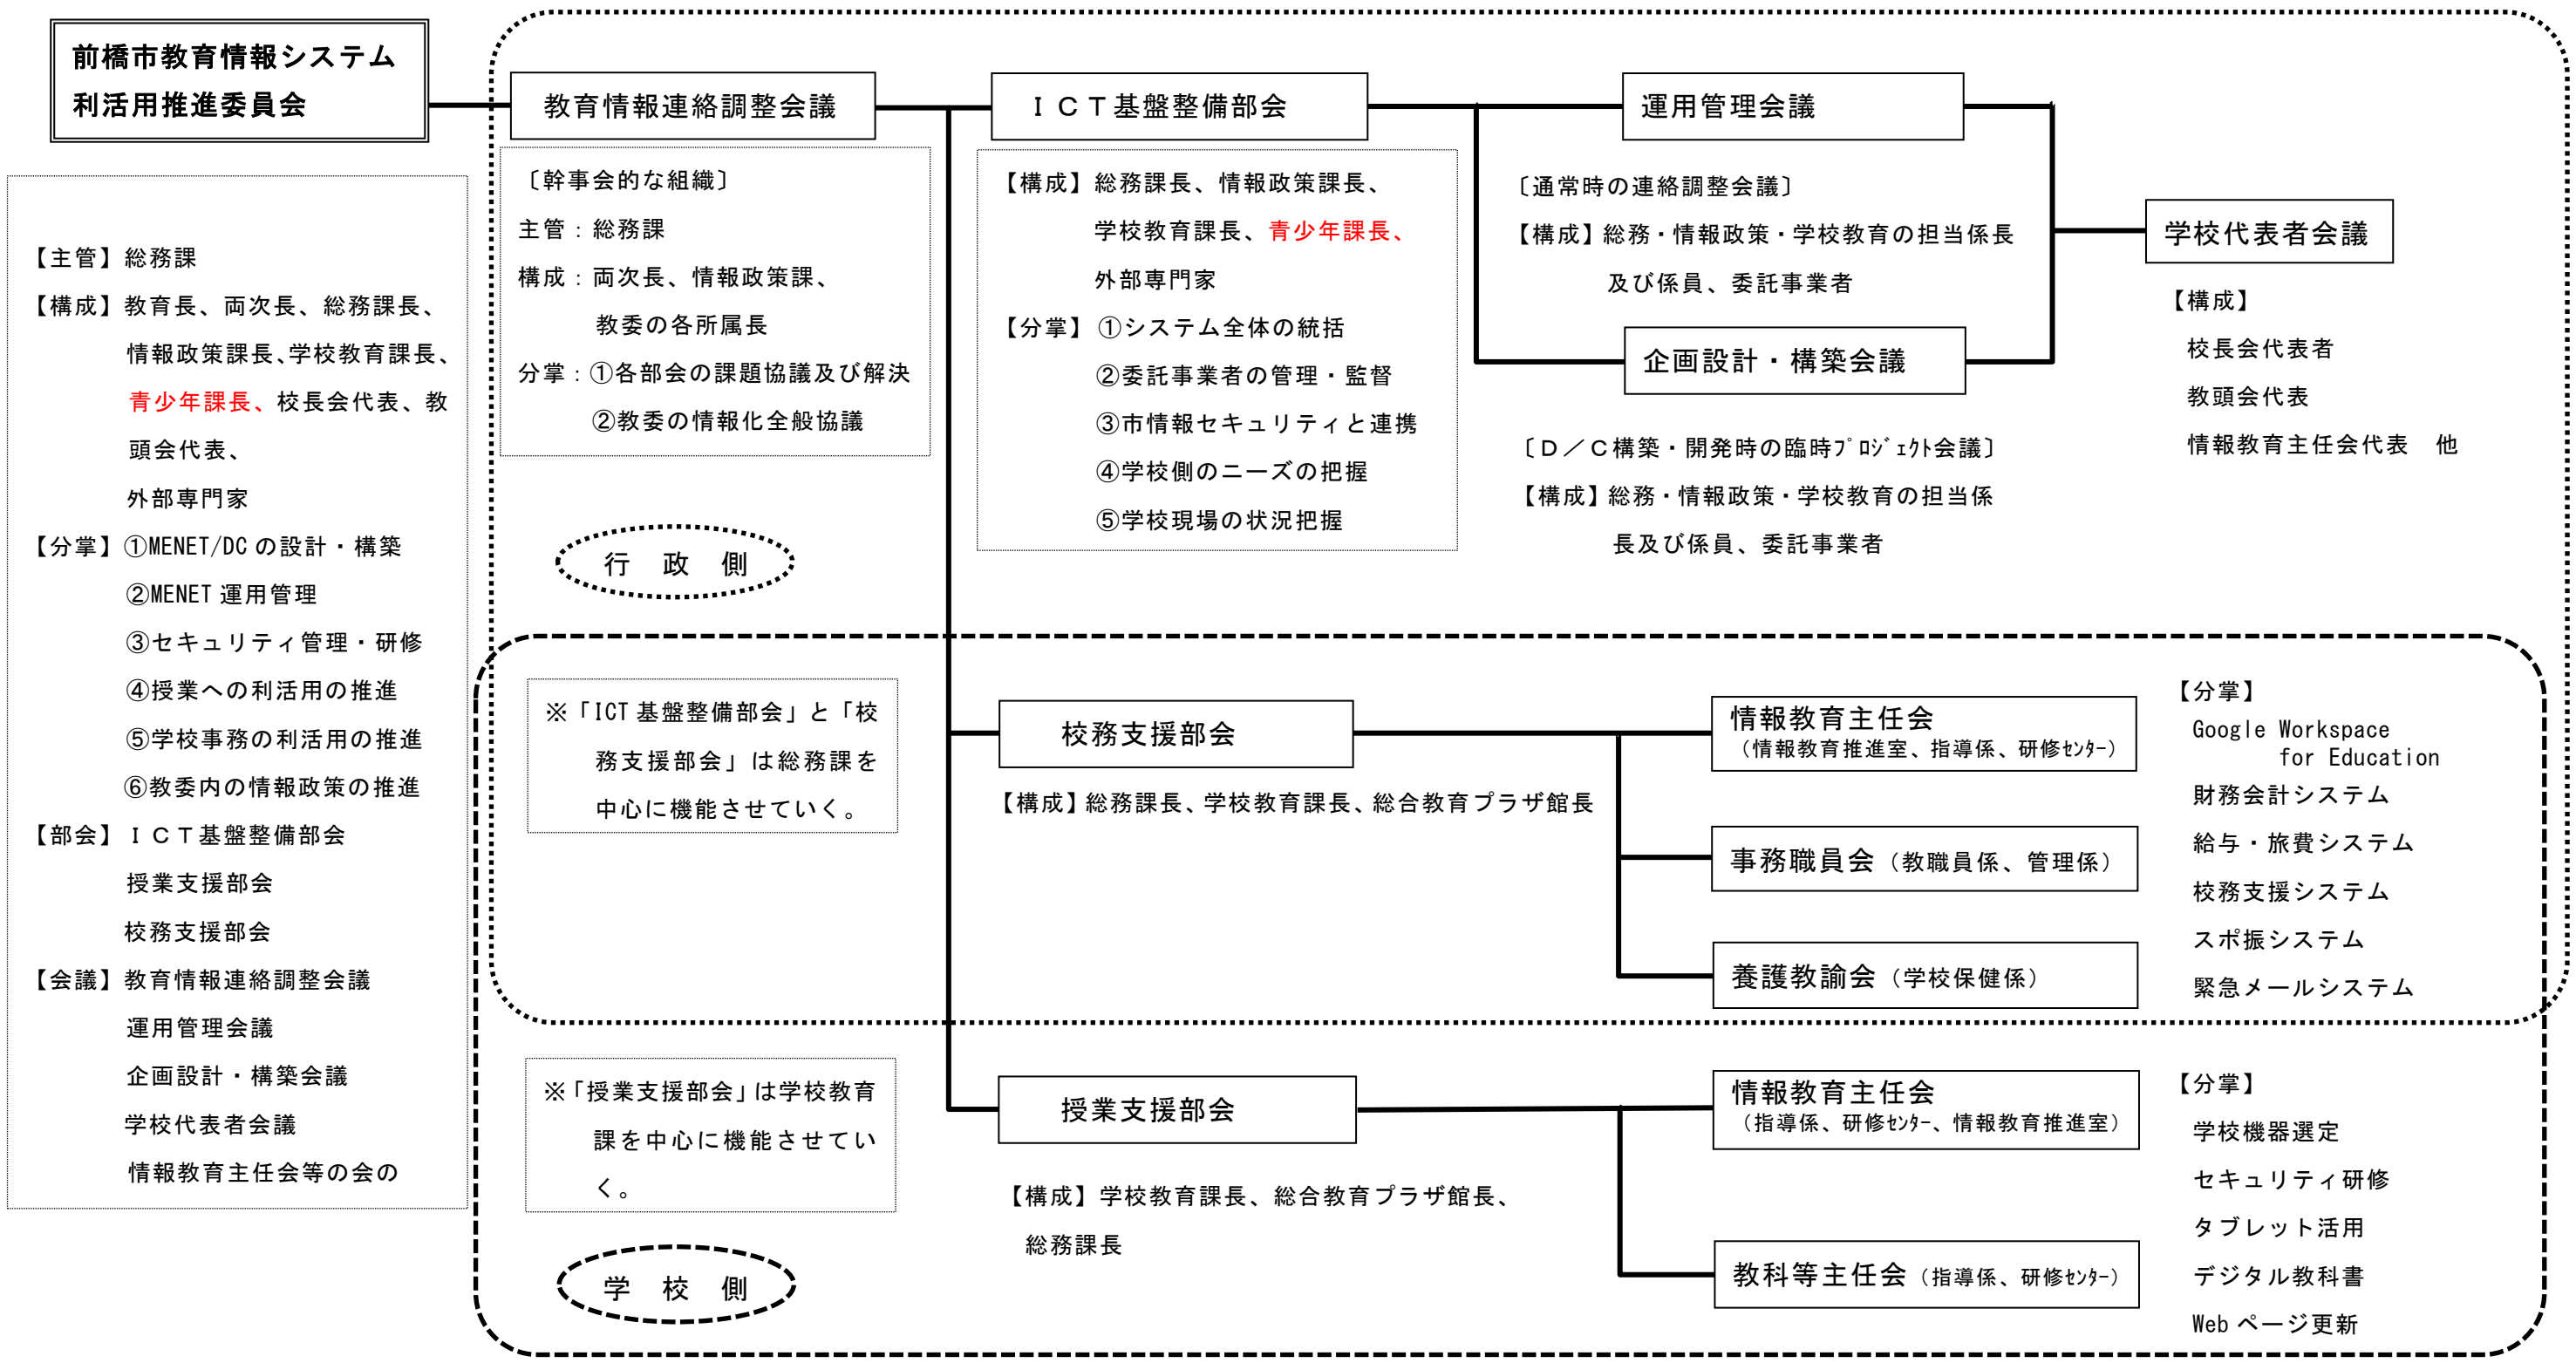 前橋市教育情報システム
利活用推進委員会
【主管】総務課
【構成】教育長、両次長、総務課長、
情報政策課長、学校教育課長、
青少年課長、校長会代表、教
頭会代表、
外部専門家
【分掌】①MENET/DCの設計・構築
②MENET運用管理
③セキュリティ管理・研修
④授業への利活用の推進
⑤学校事務の利活用の推進
⑥教委内の情報政策の推進
【部会】ＩＣＴ基盤整備部会
授業支援部会
校務支援部会
【会議】教育情報連絡調整会議
運用管理会議
企画設計・構築会議
学校代表者会議
情報教育主任会等の会の
教育情報連絡調整会議
〔幹事会的な組織〕
主管：総務課
構成：両次長、情報政策課、
教委の各所属長
分掌：①各部会の課題協議及び解決
②教委の情報化全般協議
行　政　側
ＩＣＴ基盤整備部会
【構成】総務課長、情報政策課長、
学校教育課長、青少年課長、
外部専門家
【分掌】①システム全体の統括
②委託事業者の管理・監督
③市情報セキュリティと連携
④学校側のニーズの把握
⑤学校現場の状況把握
運用管理会議
〔通常時の連絡調整会議〕
【構成】総務・情報政策・学校教育の担当係長
及び係員、委託事業者
企画設計・構築会議
〔Ｄ／Ｃ構築・開発時の臨時ﾌﾟﾛｼﾞｪｸﾄ会議〕
【構成】総務・情報政策・学校教育の担当係
長及び係員、委託事業者
学校代表者会議
【構成】
校長会代表者
教頭会代表
情報教育主任会代表　他
※「ICT基盤整備部会」と「校
務支援部会」は総務課を
中心に機能させていく。
校務支援部会
【構成】総務課長、学校教育課長、総合教育プラザ館長
情報教育主任会
（情報教育推進室、指導係、研修ｾﾝﾀｰ）
事務職員会（教職員係、管理係）
養護教諭会（学校保健係）
【分掌】
Google Workspace
for Education
財務会計システム
給与・旅費システム
校務支援システム
スポ振システム
緊急メールシステム
※「授業支援部会」は学校教育
課を中心に機能させてい
く。
学　校　側
授業支援部会
【構成】学校教育課長、総合教育プラザ館長、
総務課長
情報教育主任会
（指導係、研修ｾﾝﾀｰ、情報教育推進室）
教科等主任会（指導係、研修ｾﾝﾀｰ）
【分掌】
学校機器選定
セキュリティ研修
タブレット活用
デジタル教科書
Webページ更新